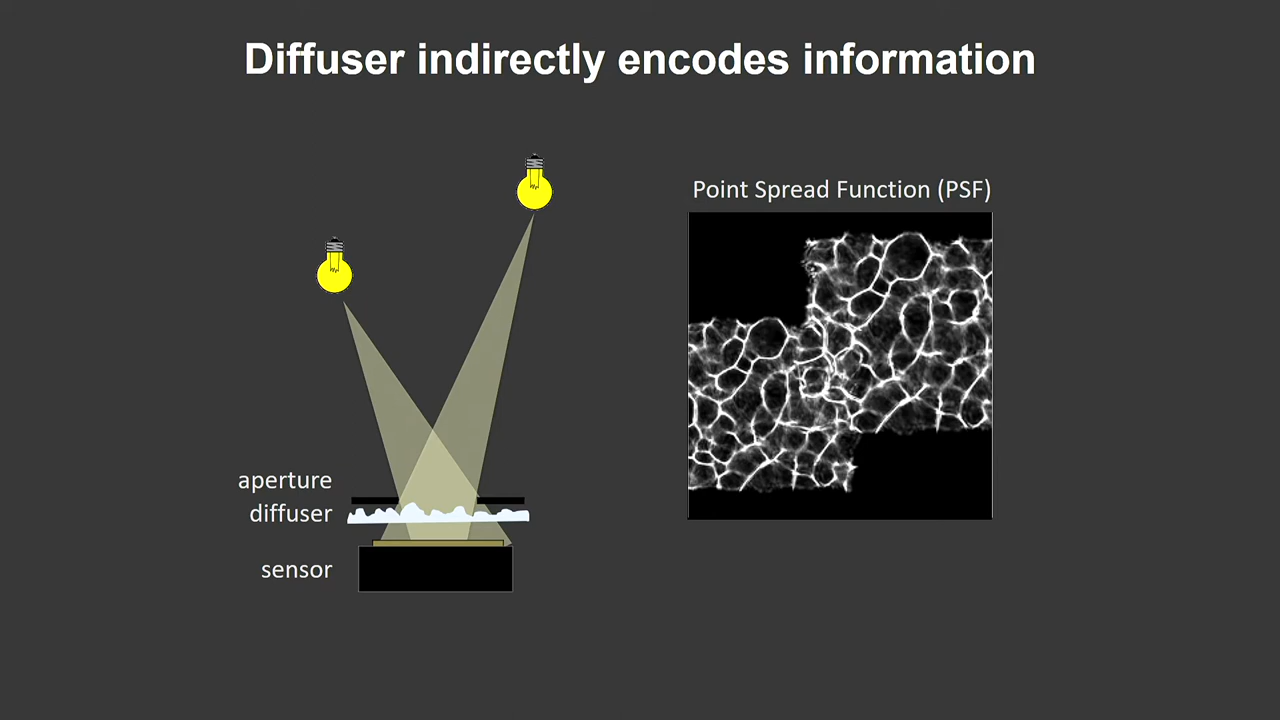 Diffuser indirectly encodes information
Point Spread Function (PSF)
aperture
diffuser
sensor